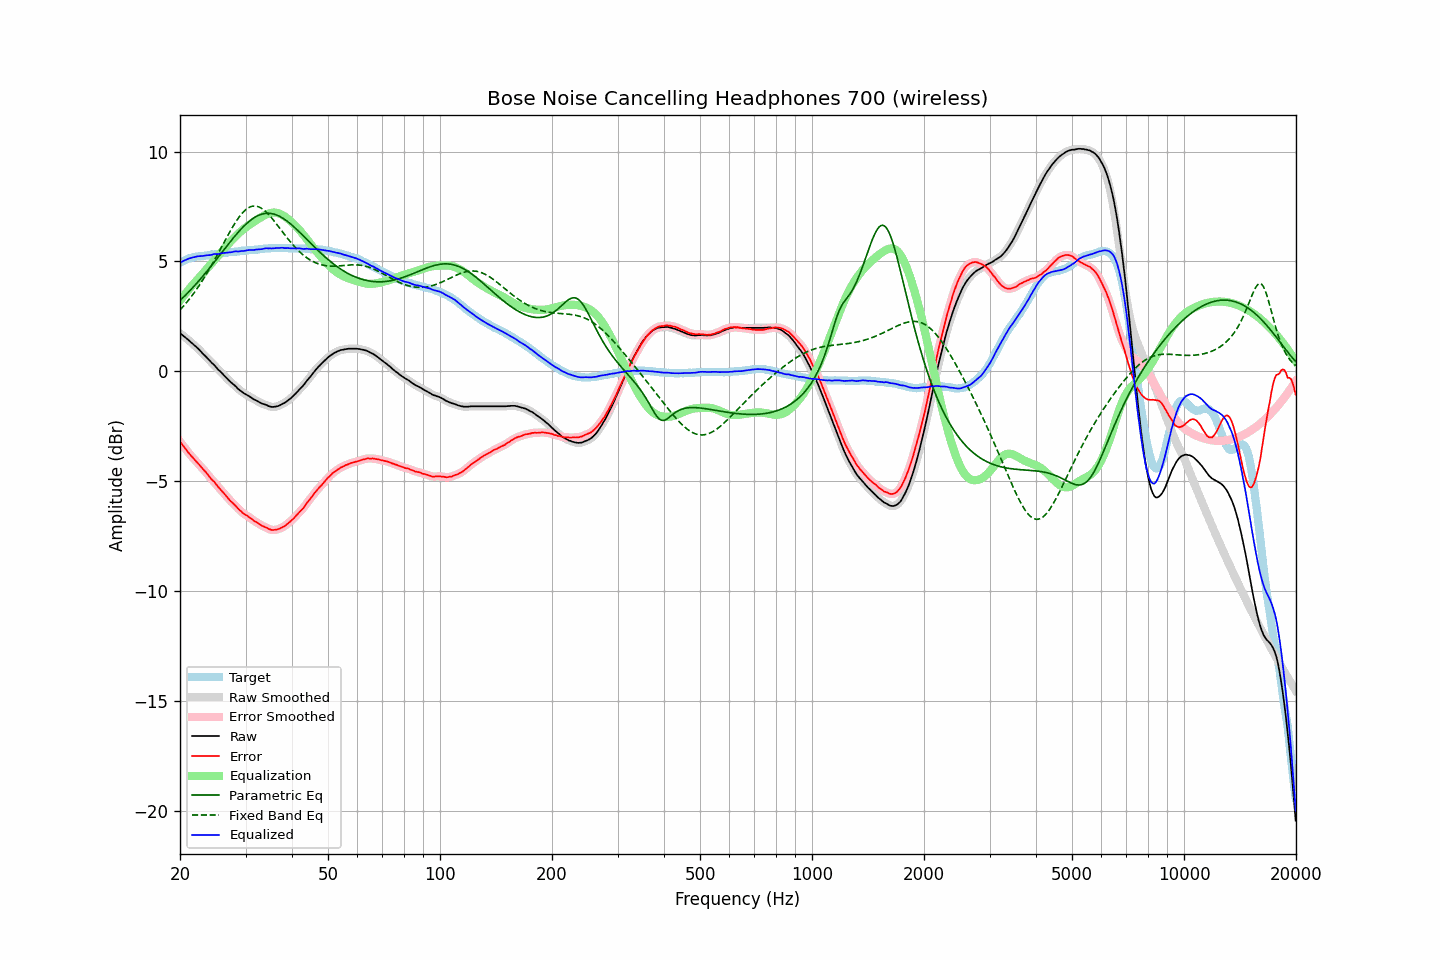 Bose Noise Cancelling Headphones 700 (wireless)
Amplitude (dBr)
10
5
0
−5
−10
−15
−20
Target
Raw Smoothed
Error Smoothed
Raw
Error
Equalization
Parametric Eq
Fixed Band Eq
Equalized
20 50 100 200 500 1000 2000 5000 10000 20000
Frequency (Hz)